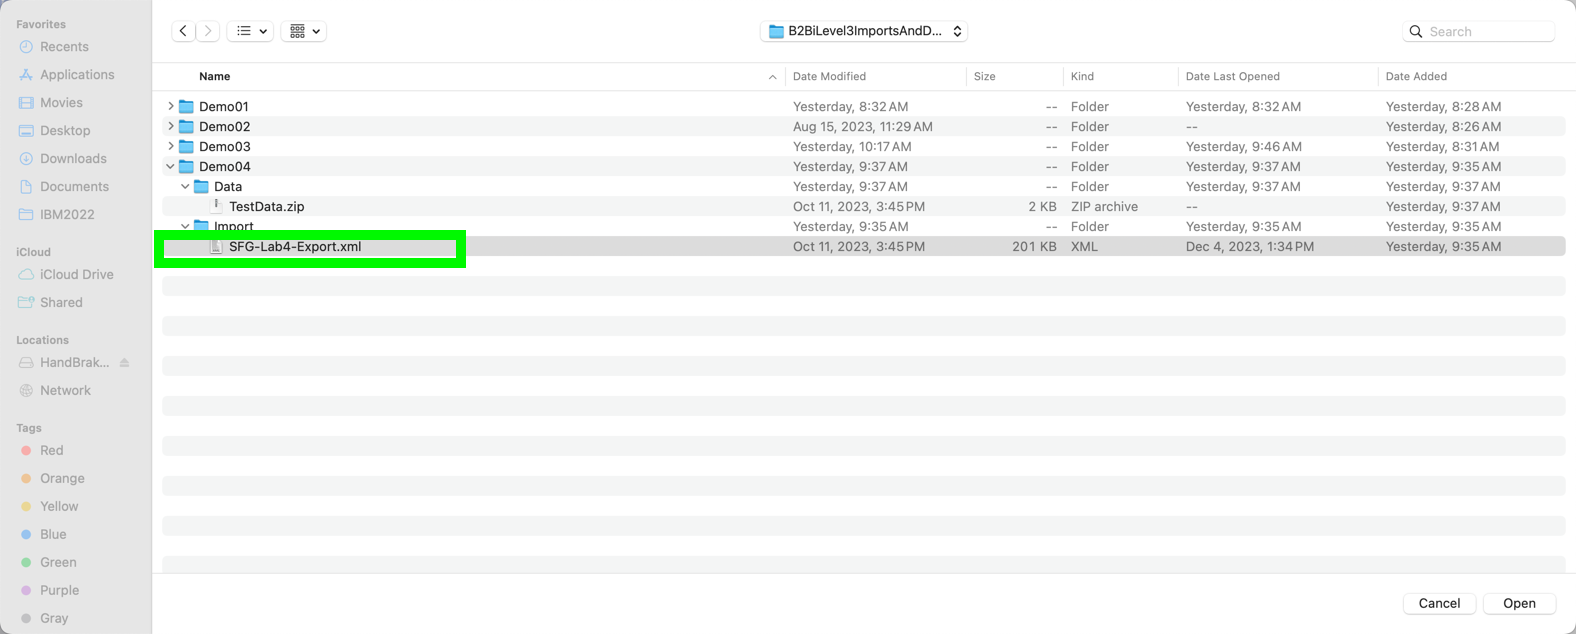 Favorites
Recents
Applications
Movies
Desktop
Downloads
Documents
IBM2022
iCloud
iCloud Drive
Shared
Locations
HandBrak...
Network
Tags
Red
Orange
Yellow
Blue
Green
Purple
Gray
B2BiLevel3ImportsAndD...
Search
Name Date Modified Size Kind Date Last Opened Date Added
Demo01 Yesterday, 8:32 AM -- Folder Yesterday, 8:32 AM Yesterday, 8:28 AM
Demo02 Aug 15, 2023, 11:29 AM -- Folder -- Yesterday, 8:26 AM
Demo03 Yesterday, 10:17 AM -- Folder Yesterday, 9:46 AM Yesterday, 8:31 AM
Demo04 Yesterday, 9:37 AM -- Folder Yesterday, 9:37 AM Yesterday, 9:35 AM
Data Yesterday, 9:37 AM -- Folder Yesterday, 9:37 AM Yesterday, 9:37 AM
TestData.zip Oct 11, 2023, 3:45 PM 2 KB ZIP archive -- Yesterday, 9:37 AM
Import Yesterday, 9:35 AM -- Folder Yesterday, 9:35 AM Yesterday, 9:35 AM
SFG-Lab4-Export.xml Oct 11, 2023, 3:45 PM 201 KB XML Dec 4, 2023, 1:34 PM Yesterday, 9:35 AM
Cancel Open